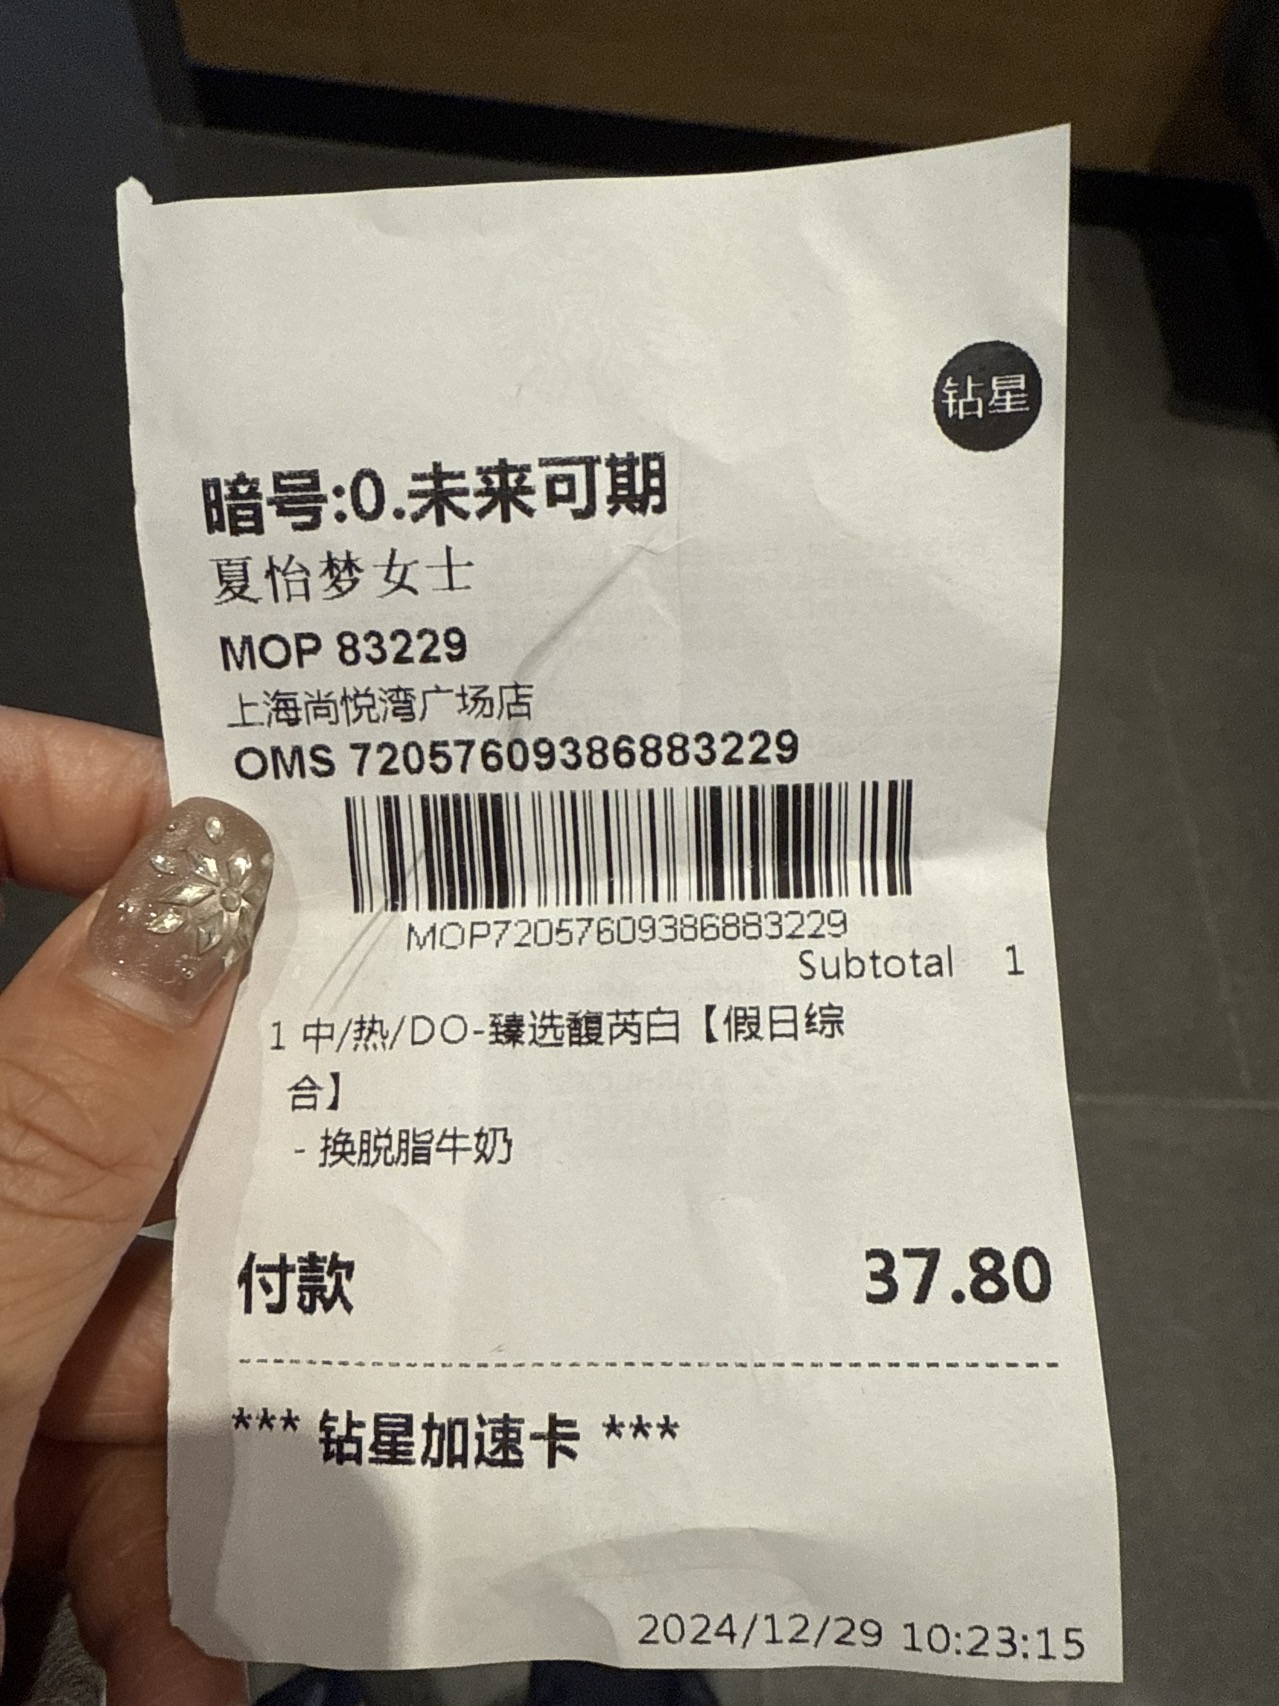 钻星
暗号:0.未来可期
夏怡梦女士
MOP 83229
上海尚悦湾广场店
OMS 72057609386883229
MOP72057609386883229
Subtotal 1
1 中/热/DO-臻选馥芮白【假日综
合】
- 换脱脂牛奶
付款 37.80
*** 钻星加速卡 ***
2024/12/29 10:23:15